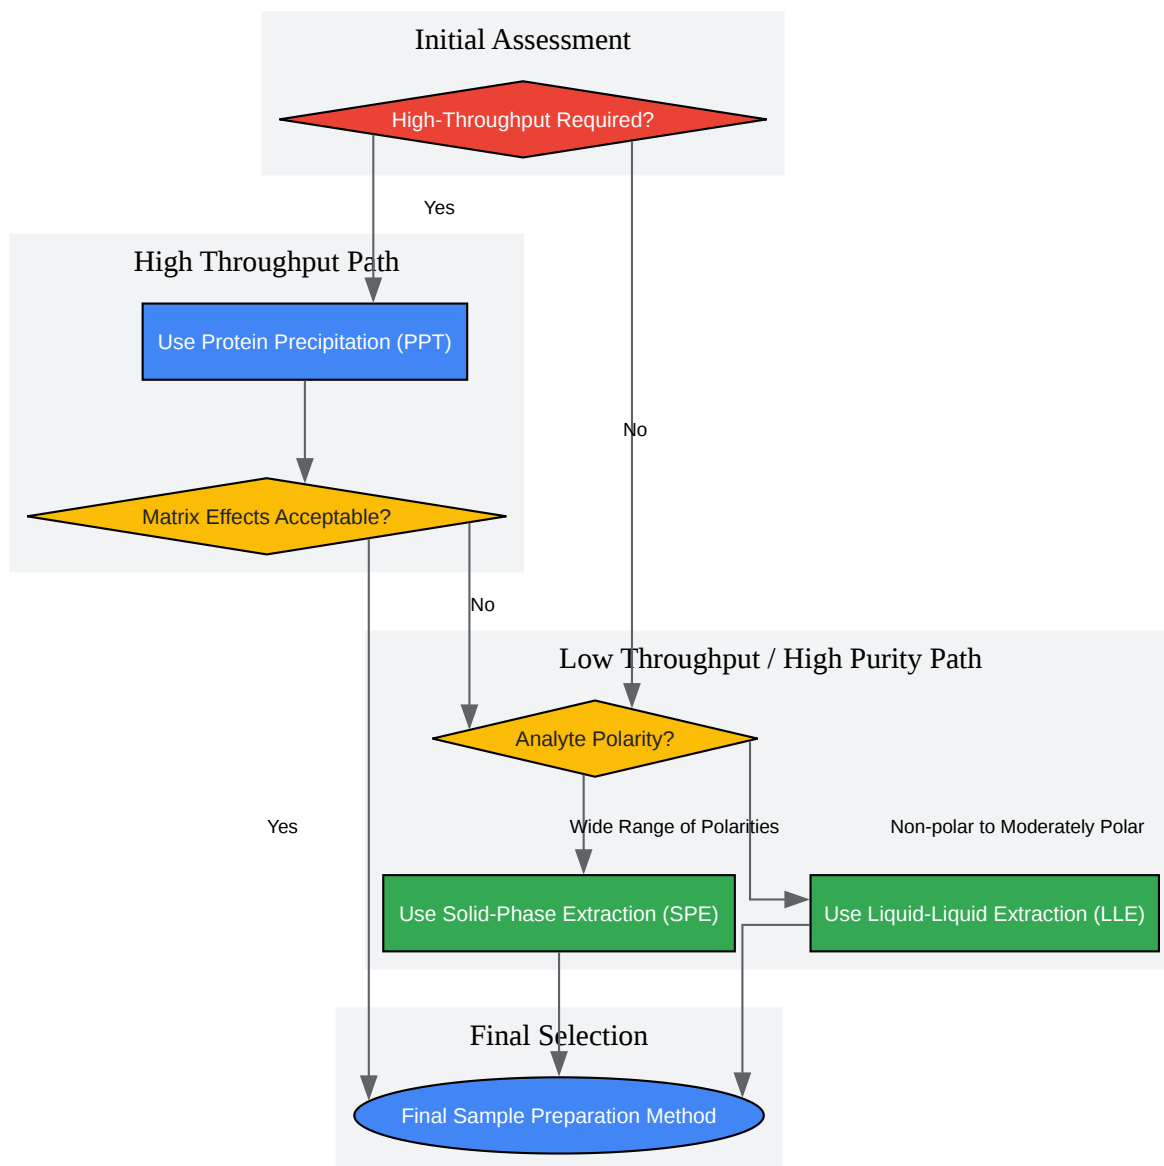 Initial Assessment
High-Throughput Required?
Yes
High Throughput Path
Use Protein Precipitation (PPT)
No
Matrix Effects Acceptable?
No
Low Throughput / High Purity Path
Analyte Polarity?
Yes
Wide Range of Polarities
Non-polar to Moderately Polar
Use Solid-Phase Extraction (SPE)
Use Liquid-Liquid Extraction (LLE)
Final Selection
Final Sample Preparation Method